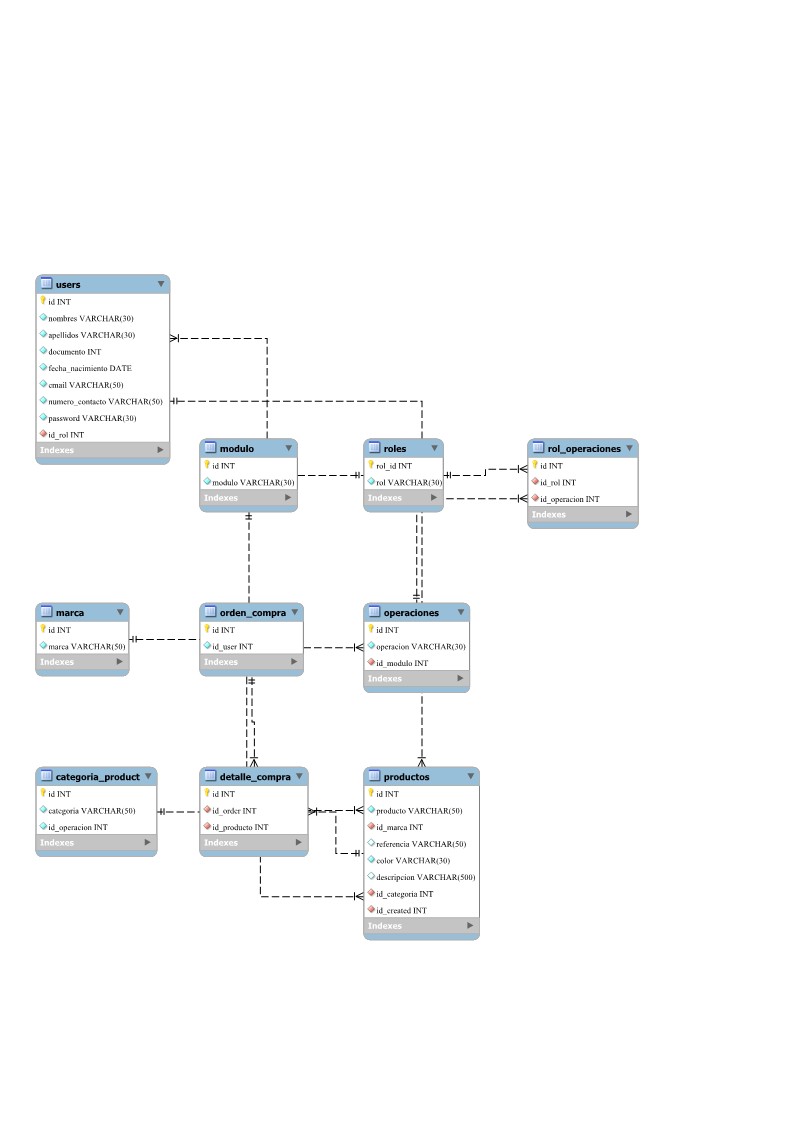 users
id INT
nombres VARCHAR(30)
apellidos VARCHAR(30)
documento INT
fecha_nacimiento DATE
email VARCHAR(50)
numero_contacto VARCHAR(50)
password VARCHAR(30)
id_rol INT
Indexes
modulo
id INT
modulo VARCHAR(30)
Indexes
roles
rol_id INT
rol VARCHAR(30)
Indexes
rol_operaciones
id INT
id_rol INT
id_operacion INT
Indexes
marca
id INT
marca VARCHAR(50)
Indexes
orden_compra
id INT
id_user INT
Indexes
operaciones
id INT
operacion VARCHAR(30)
id_modulo INT
Indexes
categoria_product
id INT
categoria VARCHAR(50)
id_operacion INT
Indexes
detalle_compra
id INT
id_order INT
id_producto INT
Indexes
productos
id INT
producto VARCHAR(50)
id_marca INT
referencia VARCHAR(50)
color VARCHAR(30)
descripcion VARCHAR(500)
id_categoria INT
id_created INT
Indexes